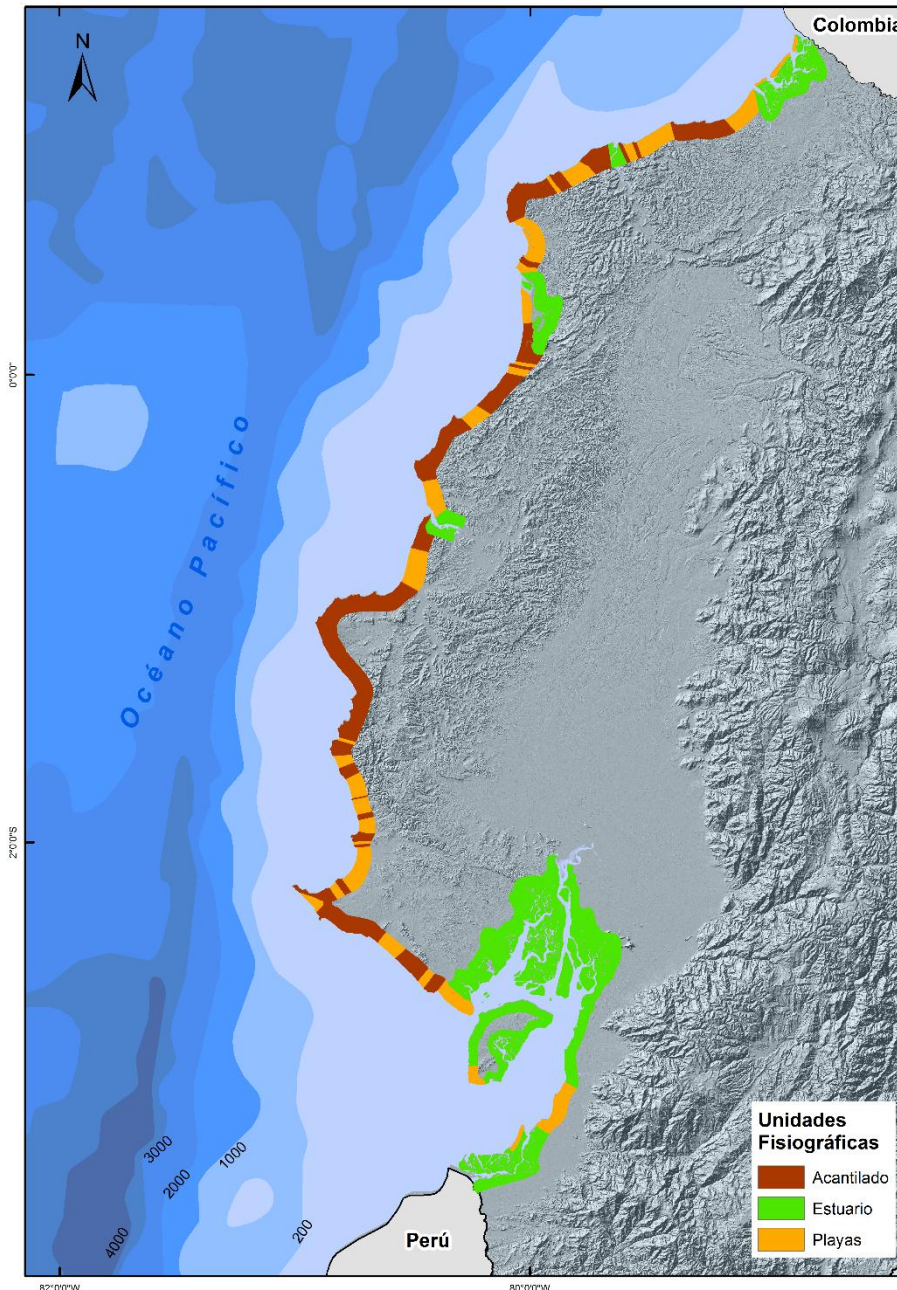 Colombia
N
0°0'0"
Océano Pacífico
2°0'0"S
3000
2000
1000
4000
200
Perú
Unidades
Fisiográficas
Acantilado
Estuario
Playas
82°0'0"W
80°0'0"W